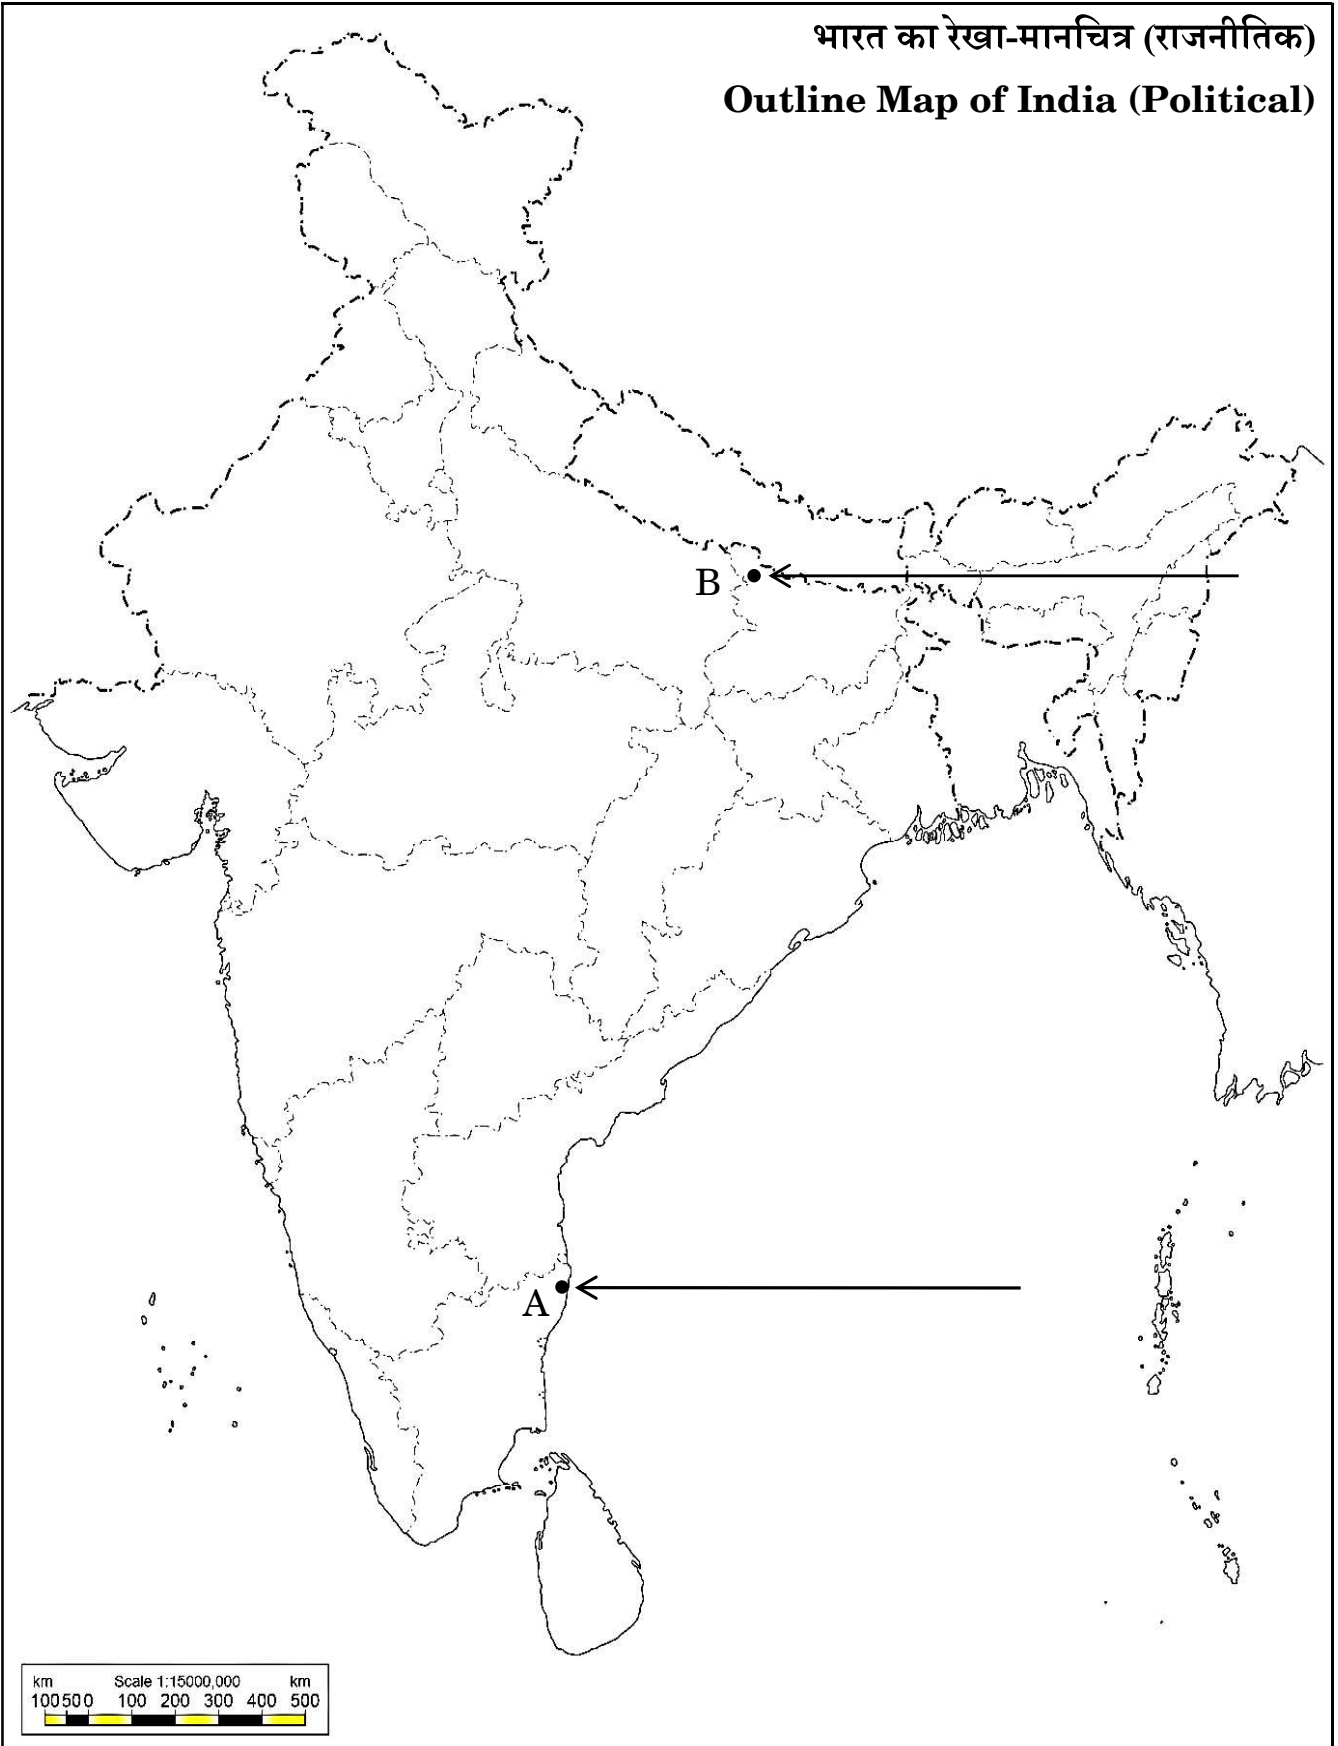 भारत का रेखा-मानचित्र (राजनीतिक)
Outline Map of India (Political)
B
A
km Scale 1:15000,000 km
100 50 0 100 200 300 400 500